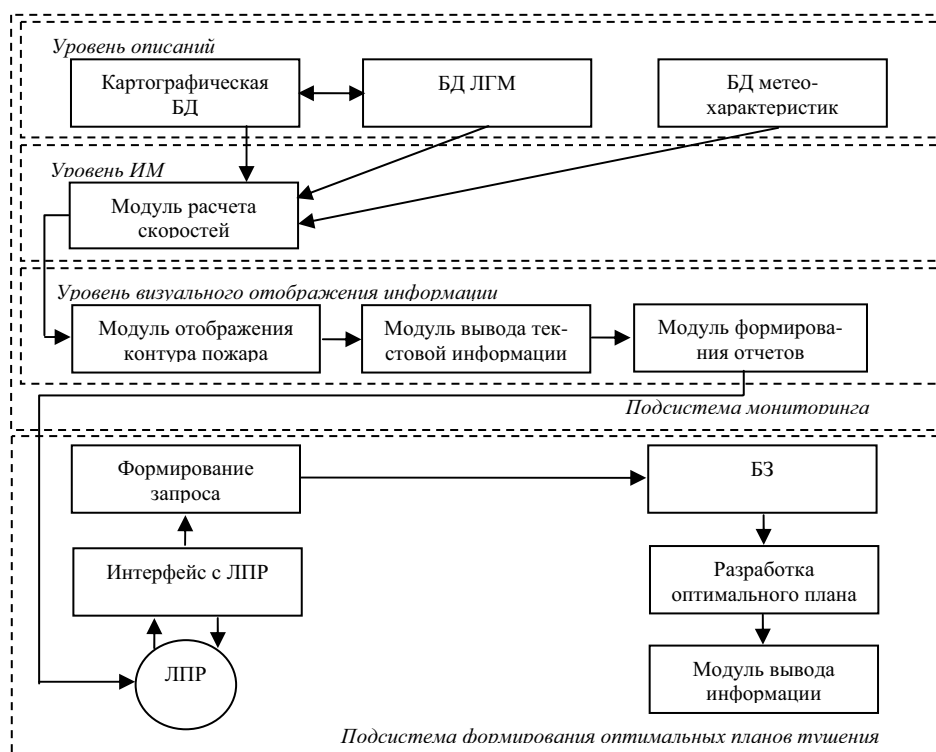 Уровень описаний
Картографическая
БД
БД ЛГМ
БД метео-
характеристик
Уровень ИМ
Модуль расчета
скоростей
Уровень визуального отображения информации
Модуль отображения
контура пожара
Модуль вывода тек-
стовой информации
Модуль формирова-
ния отчетов
Подсистема мониторинга
Формирование
запроса
БЗ
Интерфейс с ЛПР
Разработка
оптимального плана
ЛПР
Модуль вывода
информации
Подсистема формирования оптимальных планов тушения